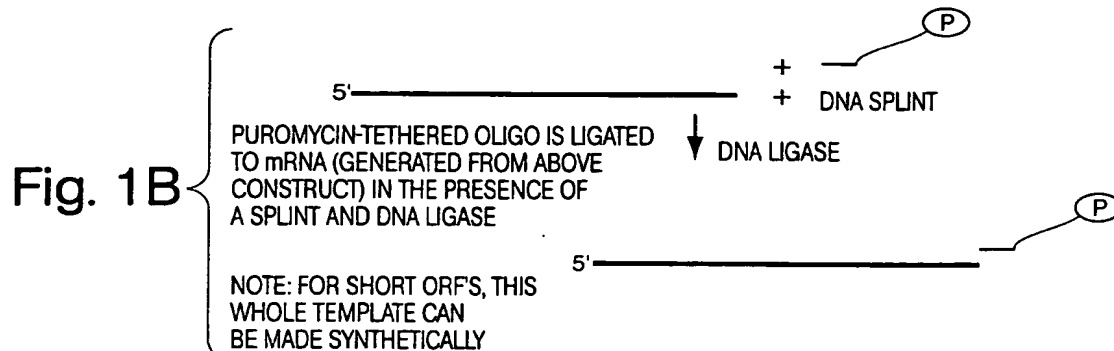 Fig. 1B
P
+
5'
+ DNA SPLINT
PUROMYCIN-TETHERED OLIGO IS LIGATED
TO mRNA (GENERATED FROM ABOVE
CONSTRUCT) IN THE PRESENCE OF
A SPLINT AND DNA LIGASE
DNA LIGASE
P
5'
NOTE: FOR SHORT ORF'S, THIS
WHOLE TEMPLATE CAN
BE MADE SYNTHETICALLY